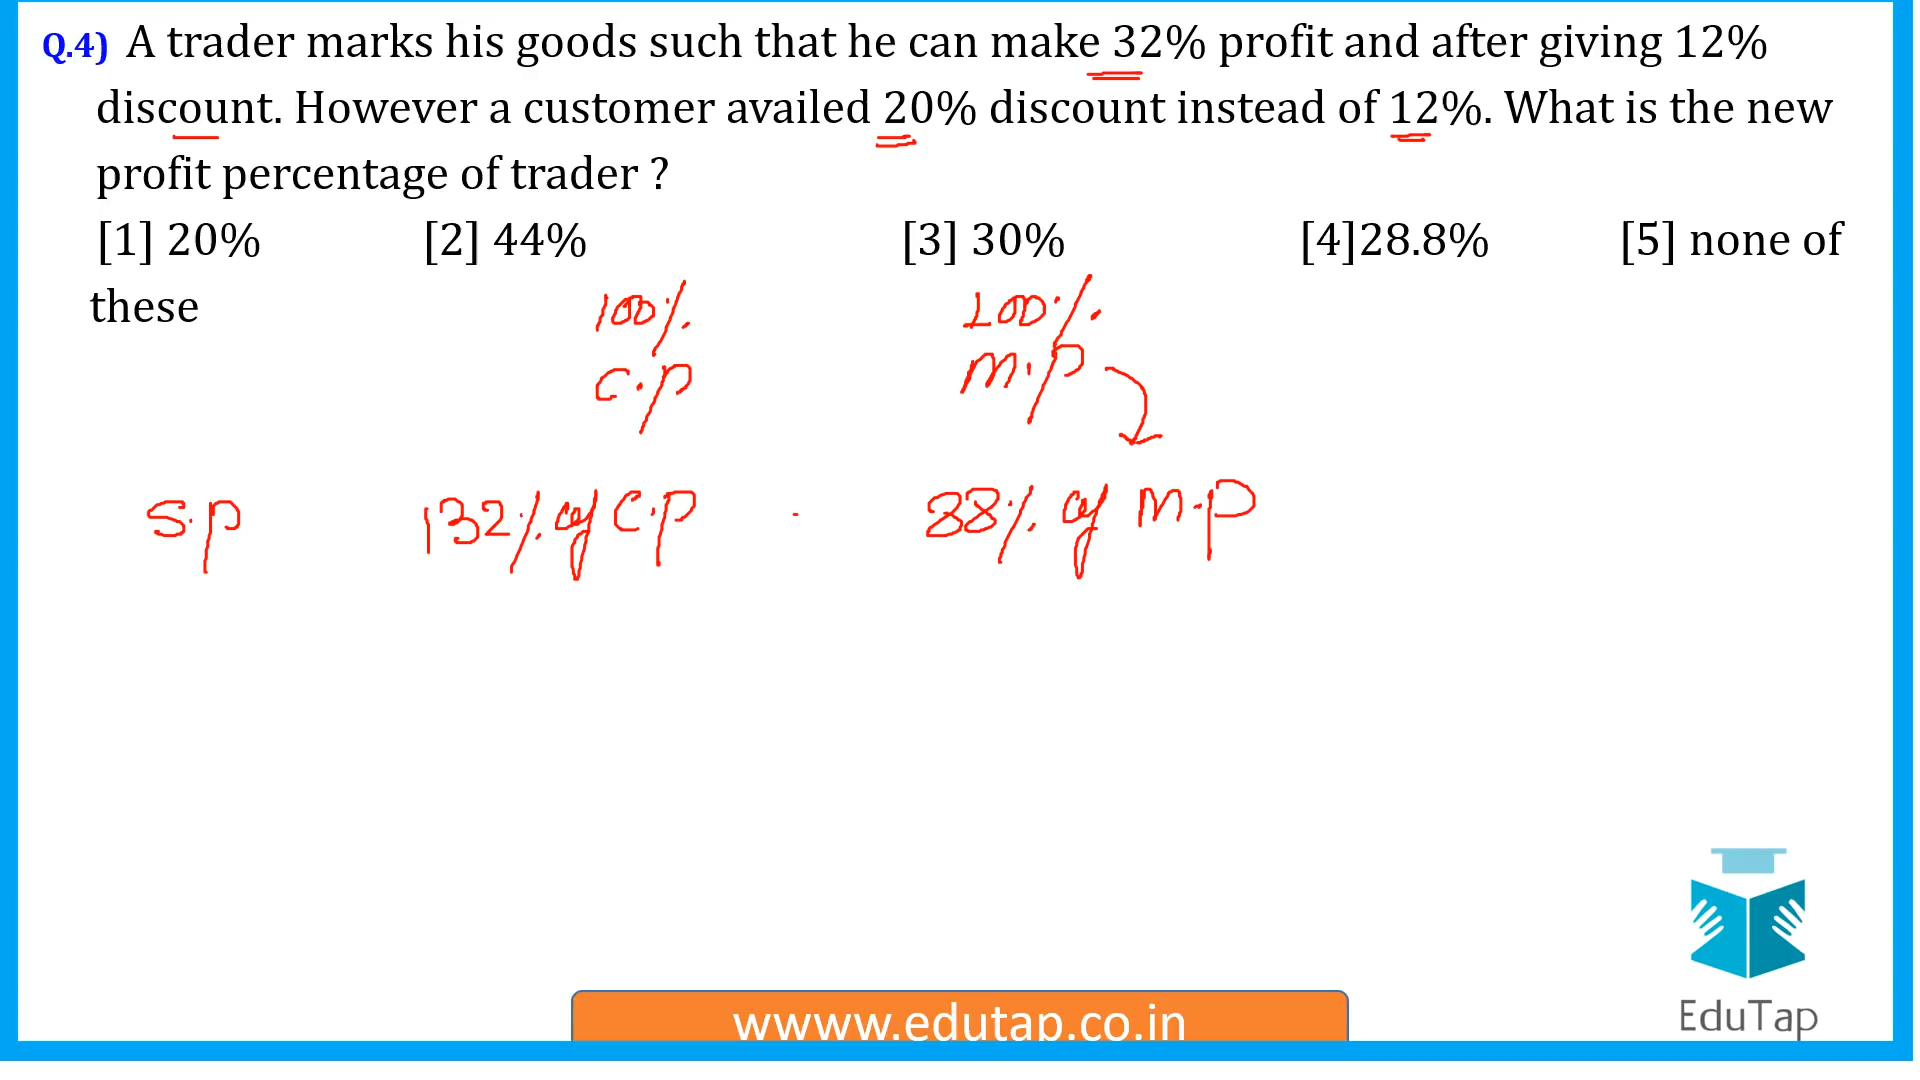 Q.4) A trader marks his goods such that he can make 32% profit and after giving 12%
discount. However a customer availed 20% discount instead of 12%. What is the new
profit percentage of trader ?
[1] 20% [2] 44% [3] 30% [4]28.8% [5] none of
these
100% 100%
C.P M.P
S.P 132% of C.P 88% of M.P
EduTap
wwww.edutap.co.in